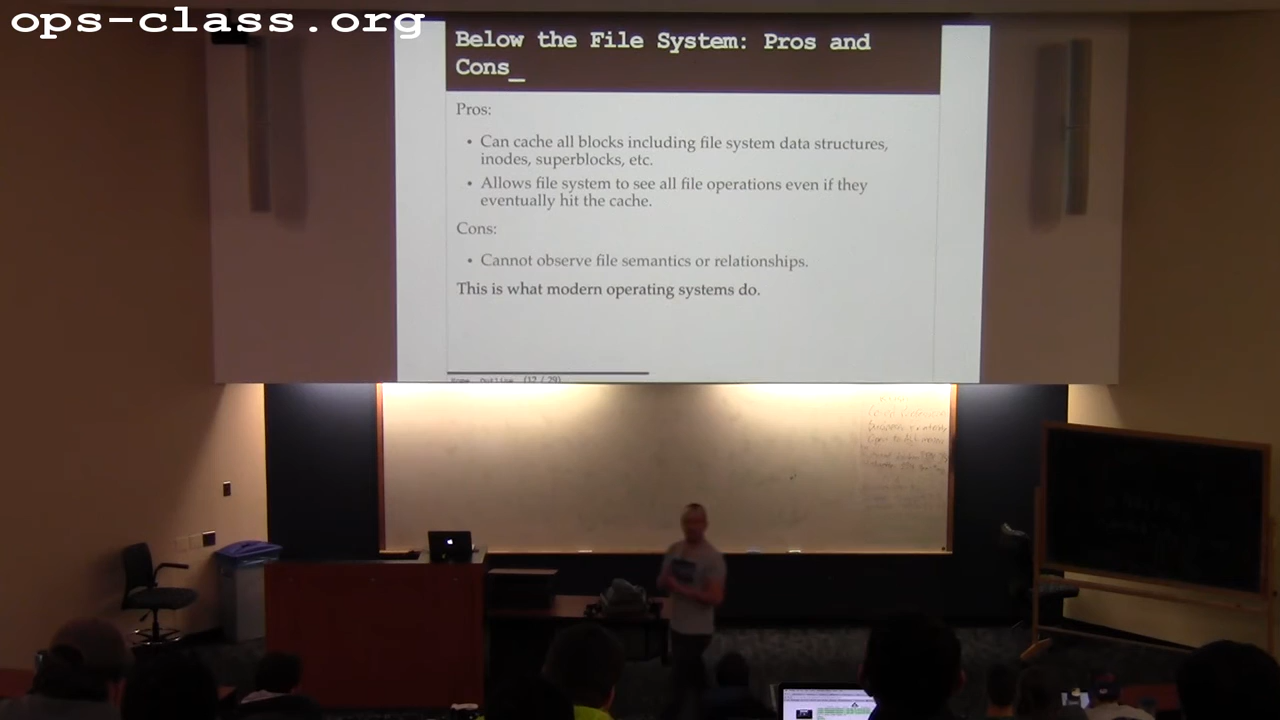 ops-class.org
Below the File System: Pros and
Cons_
Pros:
• Can cache all blocks including file system data structures,
inodes, superblocks, etc.
• Allows file system to see all file operations even if they
eventually hit the cache.
Cons:
• Cannot observe file semantics or relationships.
This is what modern operating systems do.